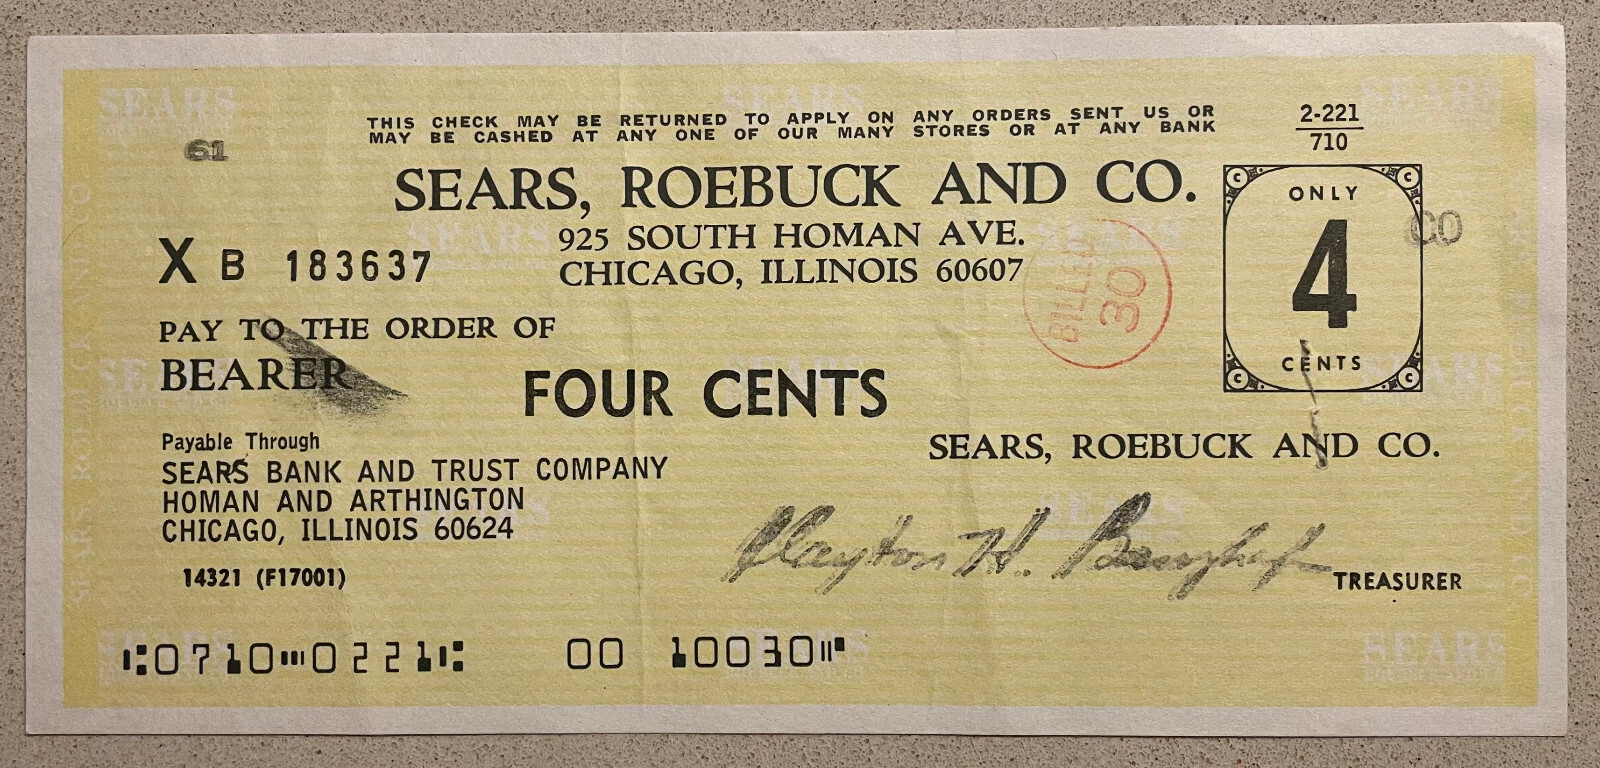 THIS CHECK MAY BE RETURNED TO APPLY ON ANY ORDERS SENT US OR
MAY BE CASHED AT ANY ONE OF OUR MANY STORES OR AT ANY BANK
2-221
710
61
SEARS, ROEBUCK AND CO.
925 SOUTH HOMAN AVE.
CHICAGO, ILLINOIS 60607
X B 183637
30
ONLY
4
CENTS
CO
PAY TO THE ORDER OF
BEARER
FOUR CENTS
Payable Through
SEARS BANK AND TRUST COMPANY
HOMAN AND ARTHINGTON
CHICAGO, ILLINOIS 60624
14321 (F17001)
SEARS, ROEBUCK AND CO.
Clayton H. Banzhaf
TREASURER
⑆0710⑉0221⑆ 00 10030⑈
SEARS